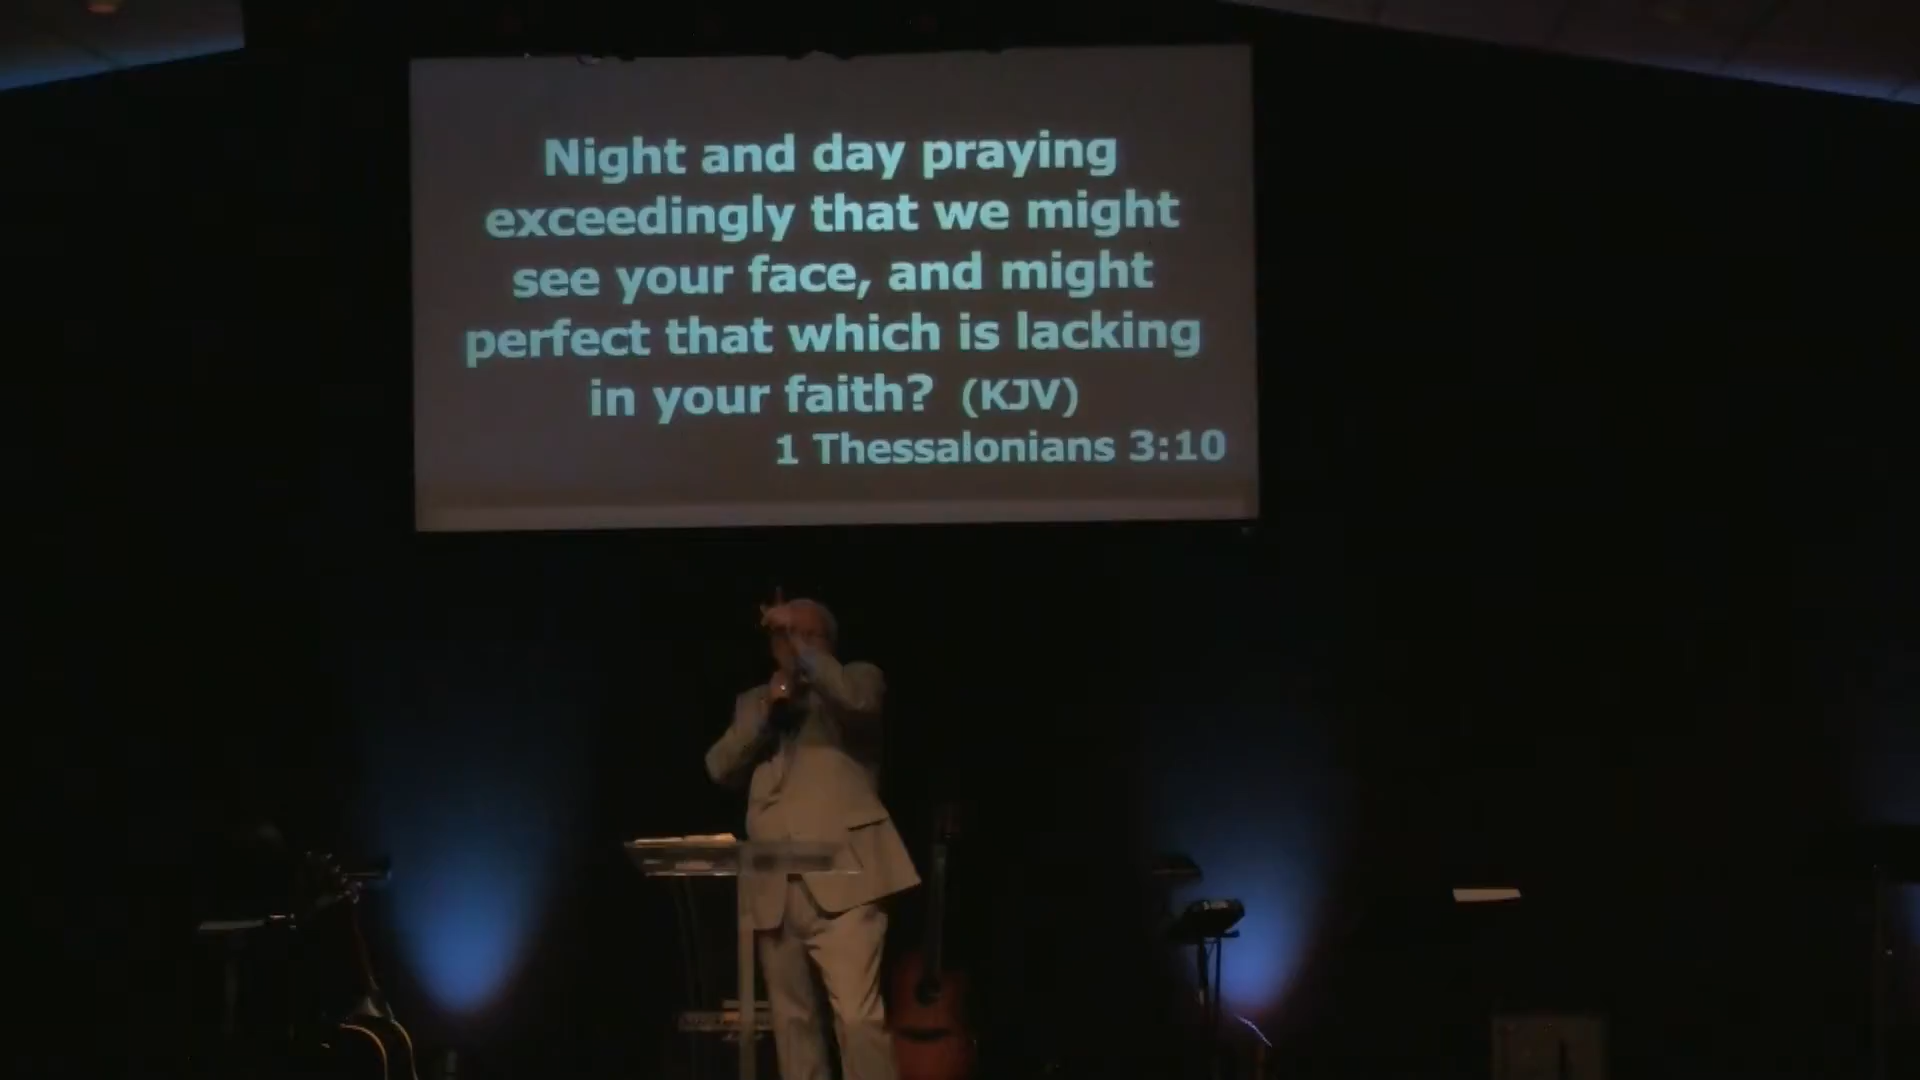 Night and day praying
exceedingly that we might
see your face, and might
perfect that which is lacking
in your faith? (KJV)
1 Thessalonians 3:10